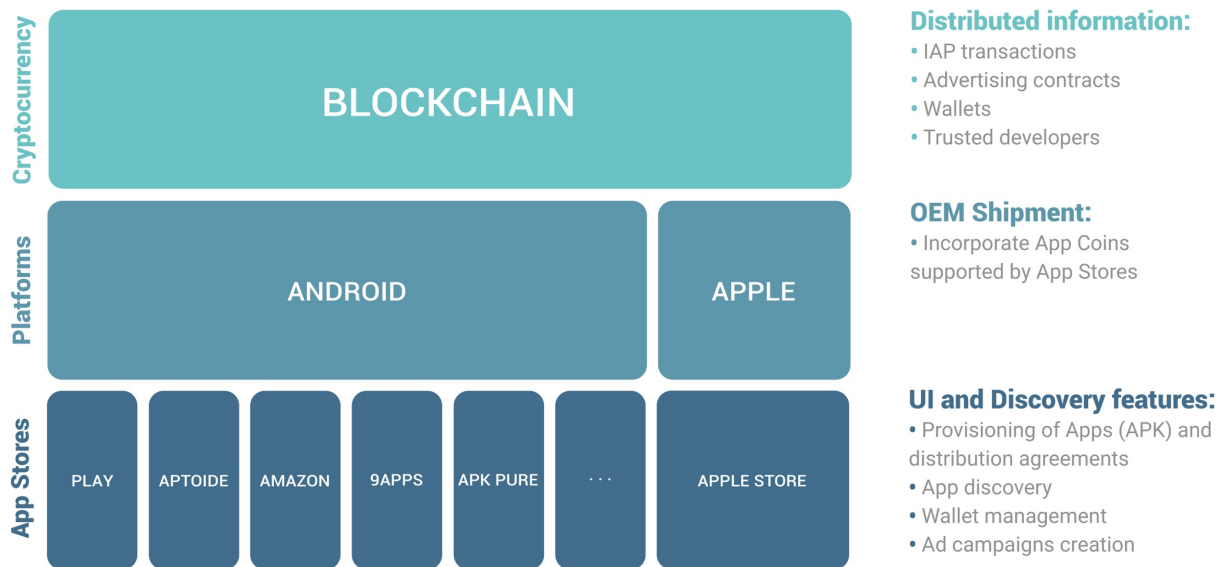 Cryptocurrency
BLOCKCHAIN
Distributed information:
• IAP transactions
• Advertising contracts
• Wallets
• Trusted developers
Platforms
ANDROID
APPLE
OEM Shipment:
• Incorporate App Coins
supported by App Stores
App Stores
PLAY
APTOIDE
AMAZON
9APPS
APK PURE
...
APPLE STORE
UI and Discovery features:
• Provisioning of Apps (APK) and
distribution agreements
• App discovery
• Wallet management
• Ad campaigns creation